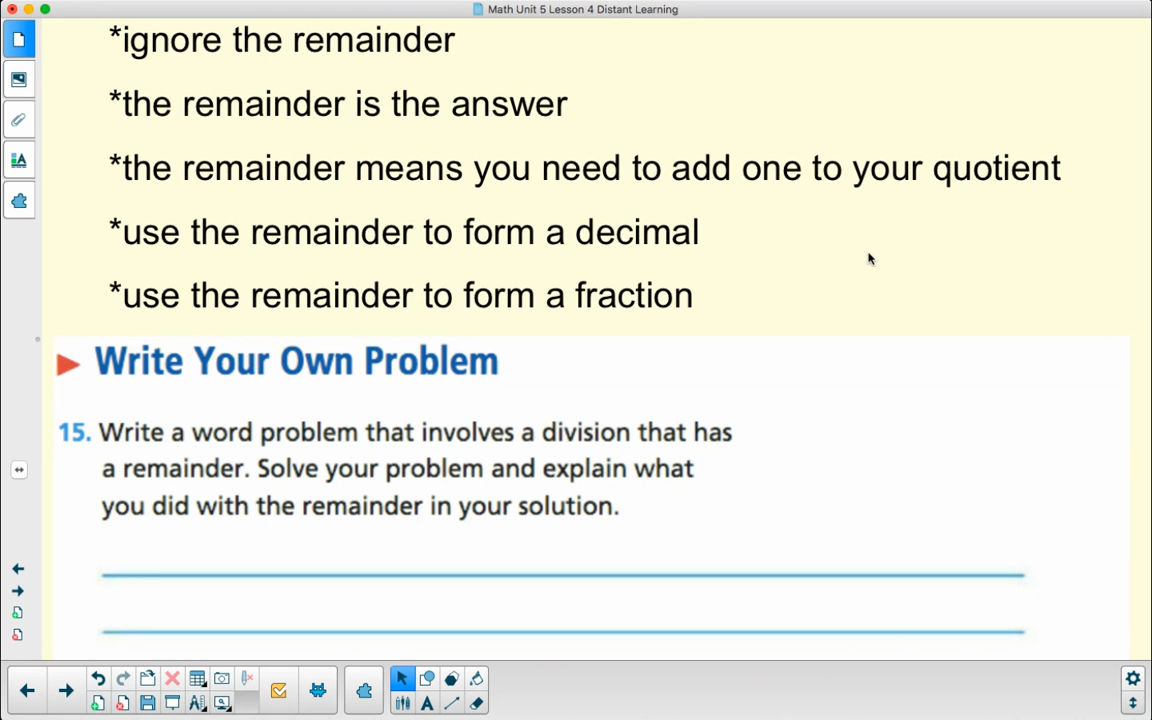 Math Unit 5 Lesson 4 Distant Learning
*ignore the remainder
*the remainder is the answer
*the remainder means you need to add one to your quotient
*use the remainder to form a decimal
*use the remainder to form a fraction
Write Your Own Problem
15. Write a word problem that involves a division that has
a remainder. Solve your problem and explain what
you did with the remainder in your solution.